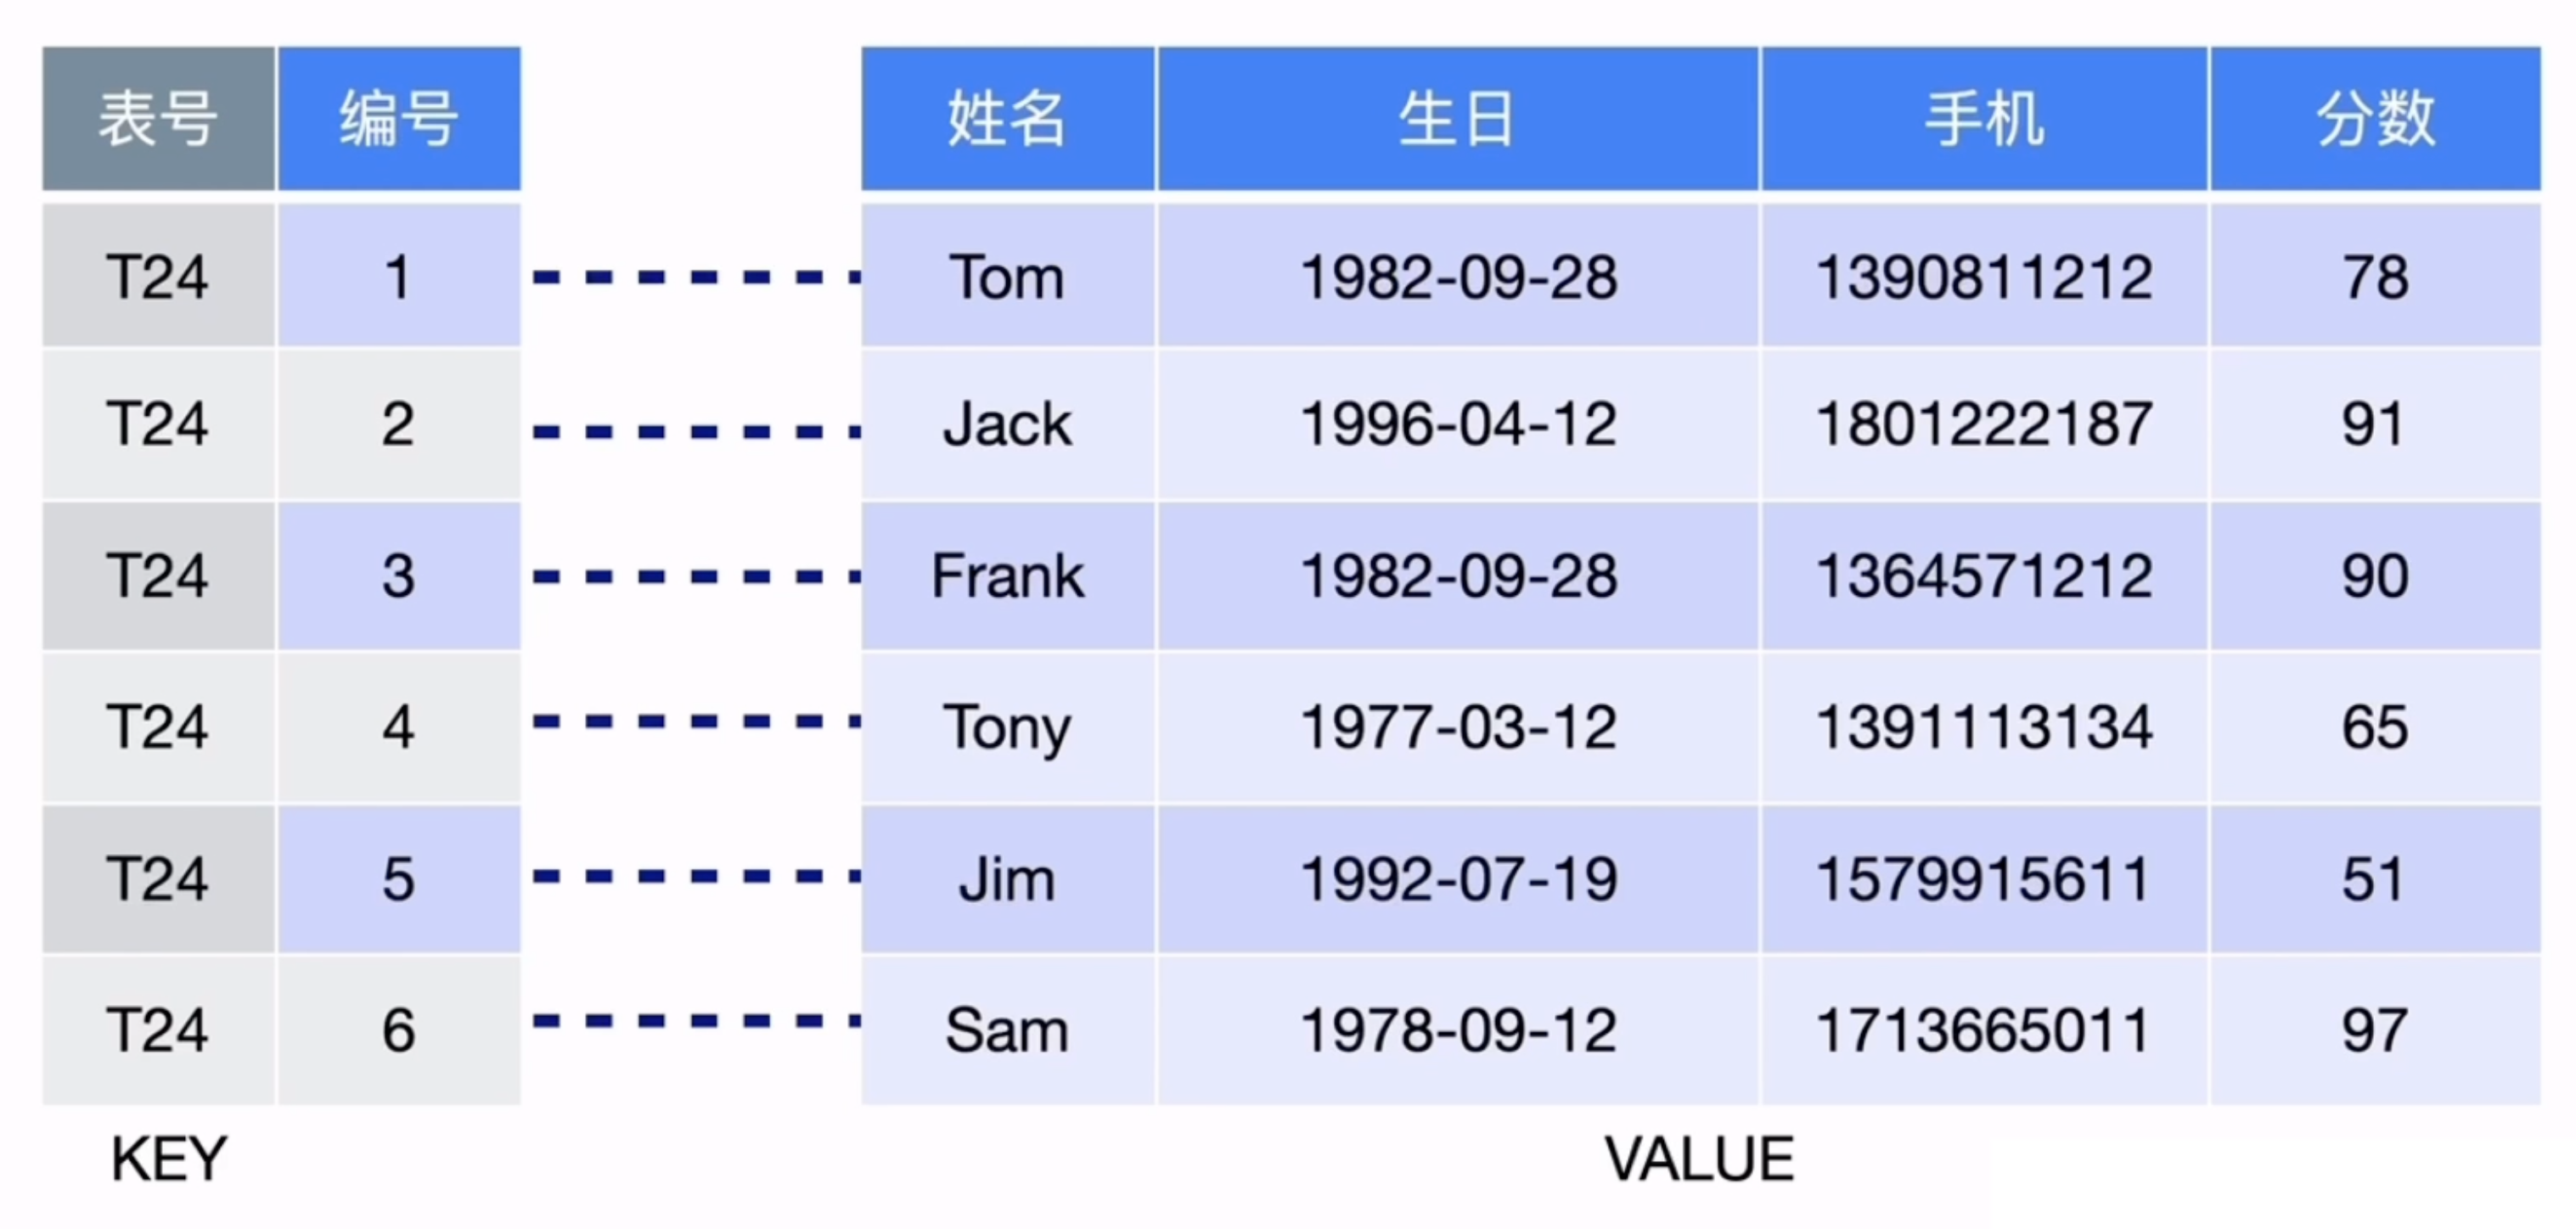 表号 编号 姓名 生日 手机 分数
T24 1 Tom 1982-09-28 1390811212 78
T24 2 Jack 1996-04-12 1801222187 91
T24 3 Frank 1982-09-28 1364571212 90
T24 4 Tony 1977-03-12 1391113134 65
T24 5 Jim 1992-07-19 1579915611 51
T24 6 Sam 1978-09-12 1713665011 97
KEY VALUE